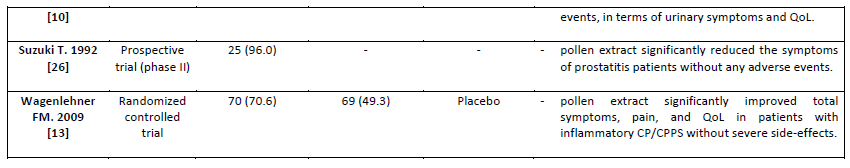 [10] events, in terms of urinary symptoms and QoL.
Suzuki T. 1992 Prospective 25 (96.0) - - - pollen extract significantly reduced the symptoms
[26] trial (phase II) of prostatitis patients without any adverse events.
Wagenlehner Randomized 70 (70.6) 69 (49.3) Placebo - pollen extract significantly improved total
FM. 2009 controlled symptoms, pain, and QoL in patients with
[13] trial inflammatory CP/CPPS without severe side-effects.